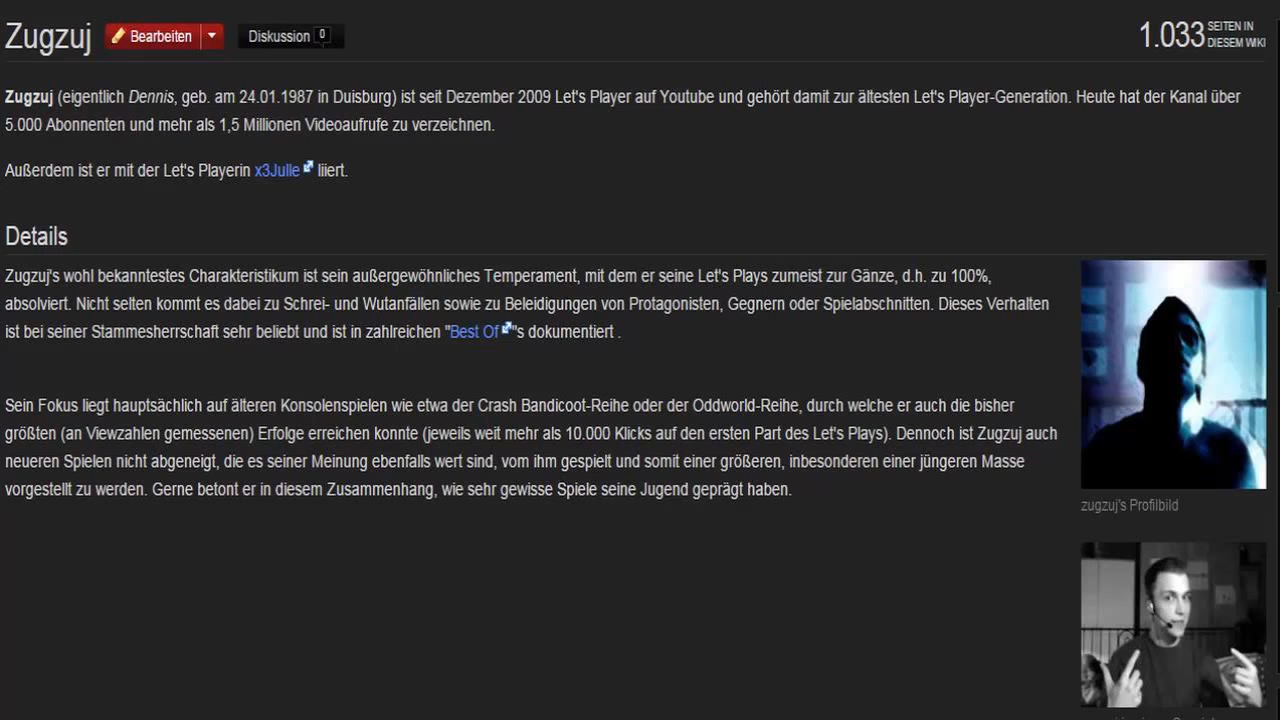 Zugzuj
Bearbeiten
Diskussion 0
1.033 SEITEN IN
DIESEM WIKI
Zugzuj (eigentlich Dennis, geb. am 24.01.1987 in Duisburg) ist seit Dezember 2009 Let's Player auf Youtube und gehört damit zur ältesten Let's Player-Generation. Heute hat der Kanal über
5.000 Abonnenten und mehr als 1,5 Millionen Videoaufrufe zu verzeichnen.
Außerdem ist er mit der Let's Playerin x3Julle liiert.
Details
Zugzuj's wohl bekanntestes Charakteristikum ist sein außergewöhnliches Temperament, mit dem er seine Let's Plays zumeist zur Gänze, d.h. zu 100%,
absolviert. Nicht selten kommt es dabei zu Schrei- und Wutanfällen sowie zu Beleidigungen von Protagonisten, Gegnern oder Spielabschnitten. Dieses Verhalten
ist bei seiner Stammesherrschaft sehr beliebt und ist in zahlreichen "Best Of"'s dokumentiert .
Sein Fokus liegt hauptsächlich auf älteren Konsolenspielen wie etwa der Crash Bandicoot-Reihe oder der Oddworld-Reihe, durch welche er auch die bisher
größten (an Viewzahlen gemessenen) Erfolge erreichen konnte (jeweils weit mehr als 10.000 Klicks auf den ersten Part des Let's Plays). Dennoch ist Zugzuj auch
neueren Spielen nicht abgeneigt, die es seiner Meinung ebenfalls wert sind, vom ihm gespielt und somit einer größeren, inbesonderen einer jüngeren Masse
vorgestellt zu werden. Gerne betont er in diesem Zusammenhang, wie sehr gewisse Spiele seine Jugend geprägt haben.
zugzuj's Profilbild